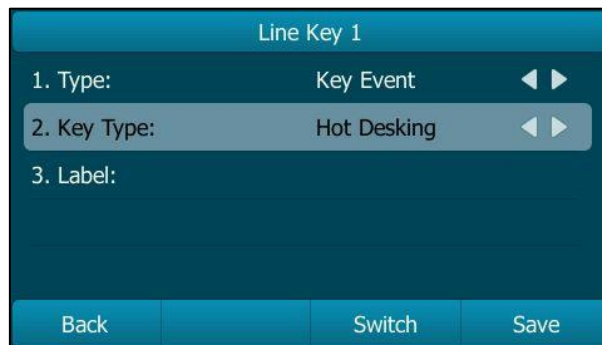 Line Key 1
1. Type: Key Event
2. Key Type: Hot Desking
3. Label:
Back Switch Save